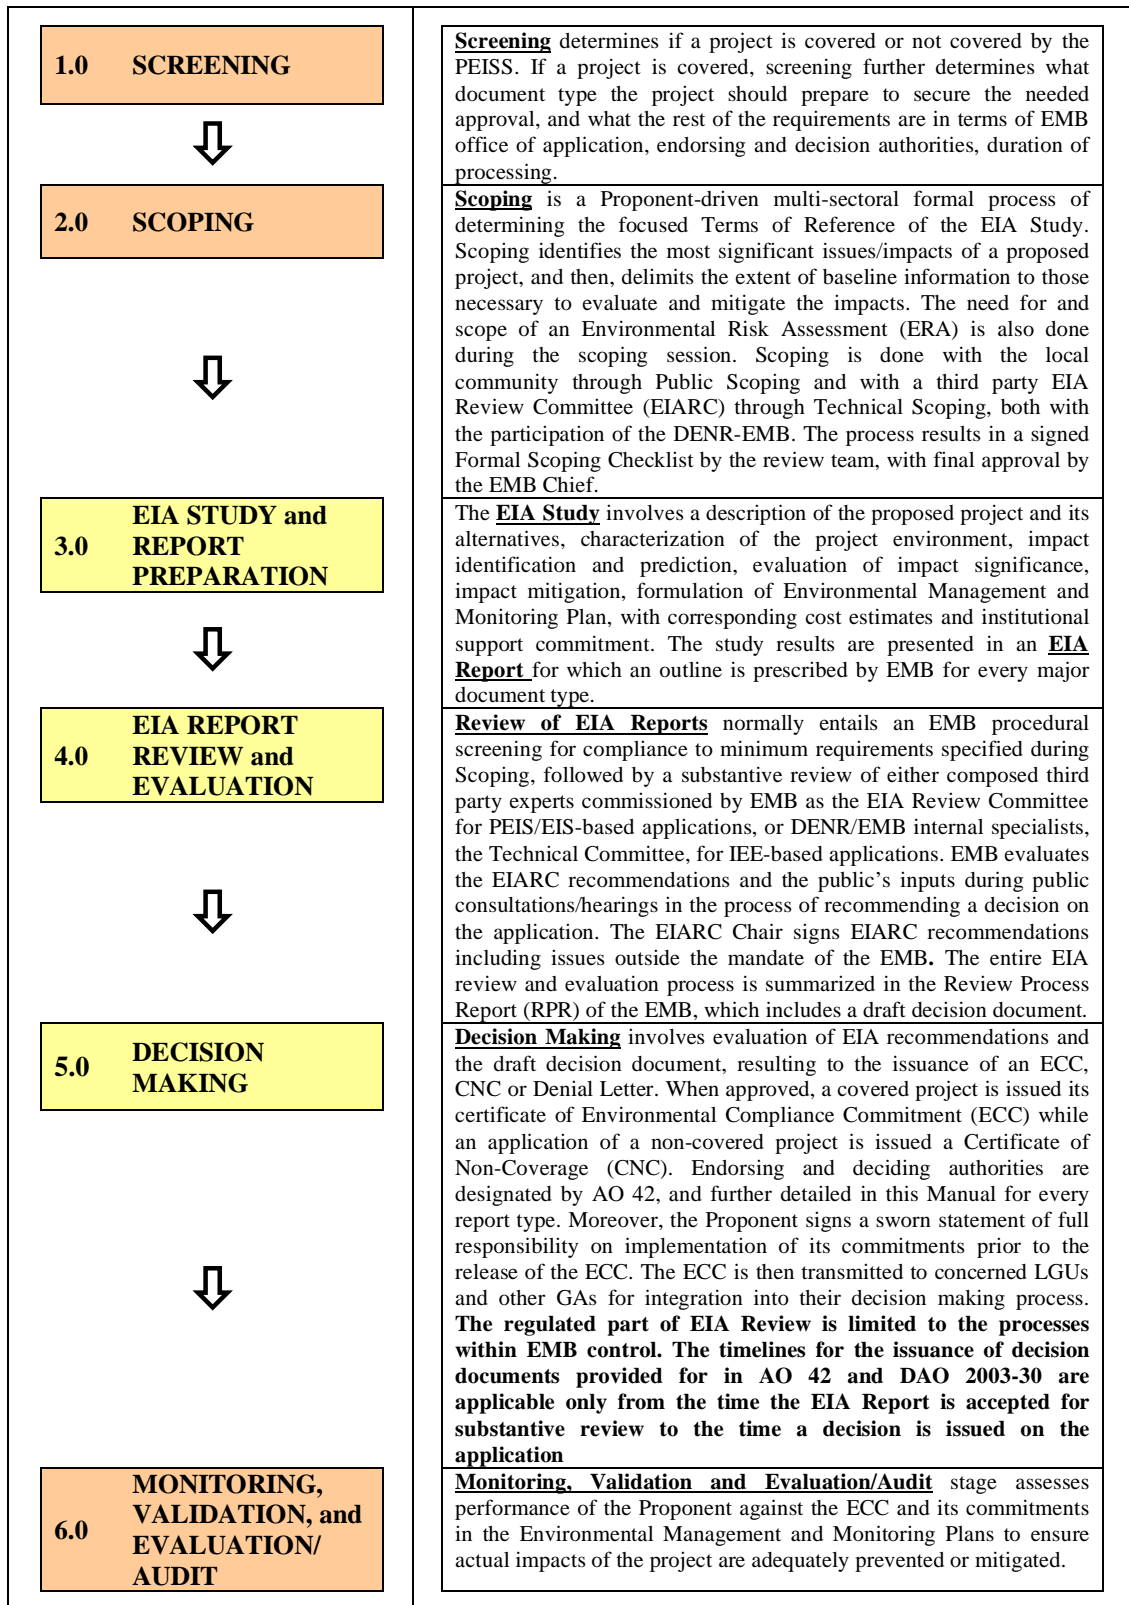 1.0 SCREENING
Screening determines if a project is covered or not covered by the
PEISS. If a project is covered, screening further determines what
document type the project should prepare to secure the needed
approval, and what the rest of the requirements are in terms of EMB
office of application, endorsing and decision authorities, duration of
processing.
2.0 SCOPING
Scoping is a Proponent-driven multi-sectoral formal process of
determining the focused Terms of Reference of the EIA Study.
Scoping identifies the most significant issues/impacts of a proposed
project, and then, delimits the extent of baseline information to those
necessary to evaluate and mitigate the impacts. The need for and
scope of an Environmental Risk Assessment (ERA) is also done
during the scoping session. Scoping is done with the local
community through Public Scoping and with a third party EIA
Review Committee (EIARC) through Technical Scoping, both with
the participation of the DENR-EMB. The process results in a signed
Formal Scoping Checklist by the review team, with final approval by
the EMB Chief.
3.0 EIA STUDY and
REPORT
PREPARATION
The EIA Study involves a description of the proposed project and its
alternatives, characterization of the project environment, impact
identification and prediction, evaluation of impact significance,
impact mitigation, formulation of Environmental Management and
Monitoring Plan, with corresponding cost estimates and institutional
support commitment. The study results are presented in an EIA
Report for which an outline is prescribed by EMB for every major
document type.
4.0 EIA REPORT
REVIEW and
EVALUATION
Review of EIA Reports normally entails an EMB procedural
screening for compliance to minimum requirements specified during
Scoping, followed by a substantive review of either composed third
party experts commissioned by EMB as the EIA Review Committee
for PEIS/EIS-based applications, or DENR/EMB internal specialists,
the Technical Committee, for IEE-based applications. EMB evaluates
the EIARC recommendations and the public's inputs during public
consultations/hearings in the process of recommending a decision on
the application. The EIARC Chair signs EIARC recommendations
including issues outside the mandate of the EMB. The entire EIA
review and evaluation process is summarized in the Review Process
Report (RPR) of the EMB, which includes a draft decision document.
5.0 DECISION
MAKING
Decision Making involves evaluation of EIA recommendations and
the draft decision document, resulting to the issuance of an ECC,
CNC or Denial Letter. When approved, a covered project is issued its
certificate of Environmental Compliance Commitment (ECC) while
an application of a non-covered project is issued a Certificate of
Non-Coverage (CNC). Endorsing and deciding authorities are
designated by AO 42, and further detailed in this Manual for every
report type. Moreover, the Proponent signs a sworn statement of full
responsibility on implementation of its commitments prior to the
release of the ECC. The ECC is then transmitted to concerned LGUs
and other GAs for integration into their decision making process.
The regulated part of EIA Review is limited to the processes
within EMB control. The timelines for the issuance of decision
documents provided for in AO 42 and DAO 2003-30 are
applicable only from the time the EIA Report is accepted for
substantive review to the time a decision is issued on the
application
6.0 MONITORING,
VALIDATION, and
EVALUATION/
AUDIT
Monitoring, Validation and Evaluation/Audit stage assesses
performance of the Proponent against the ECC and its commitments
in the Environmental Management and Monitoring Plans to ensure
actual impacts of the project are adequately prevented or mitigated.